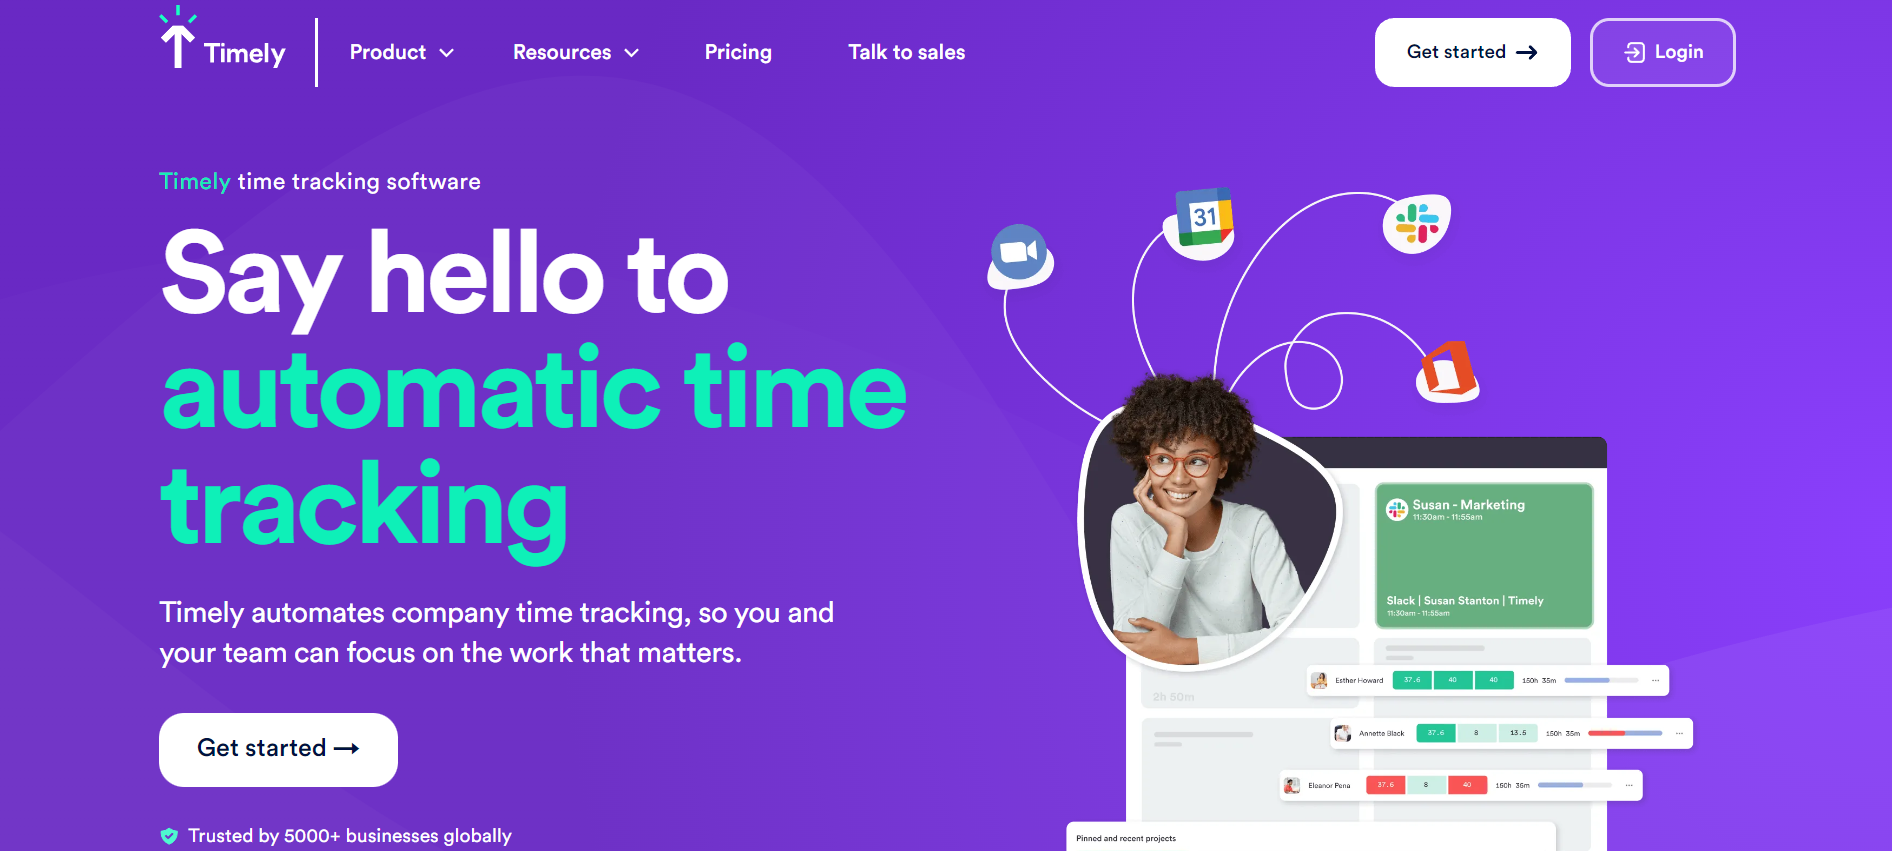 Timely
Product
Resources
Pricing
Talk to sales
Get started
Login
Timely time tracking software
Say hello to
automatic time
tracking
Timely automates company time tracking, so you and
your team can focus on the work that matters.
Get started
Trusted by 5000+ businesses globally
31
Susan - Marketing
11:30am - 11:55am
Slack | Susan Stanton | Timely
11:30am - 11:55am
2h 50m
Esther Howard 37.6 40 40 150h 35m
Annette Black 37.6 8 13.5 150h 35m
Eleanor Pena 37.6 8 40 150h 35m
Pinned and recent projects